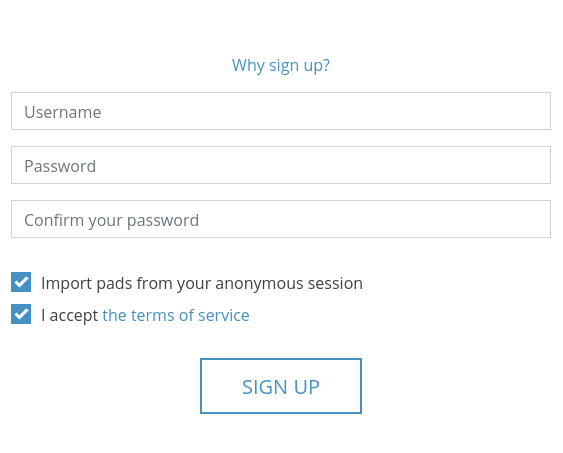 Why sign up?
Username
Password
Confirm your password
Import pads from your anonymous session
I accept the terms of service
SIGN UP